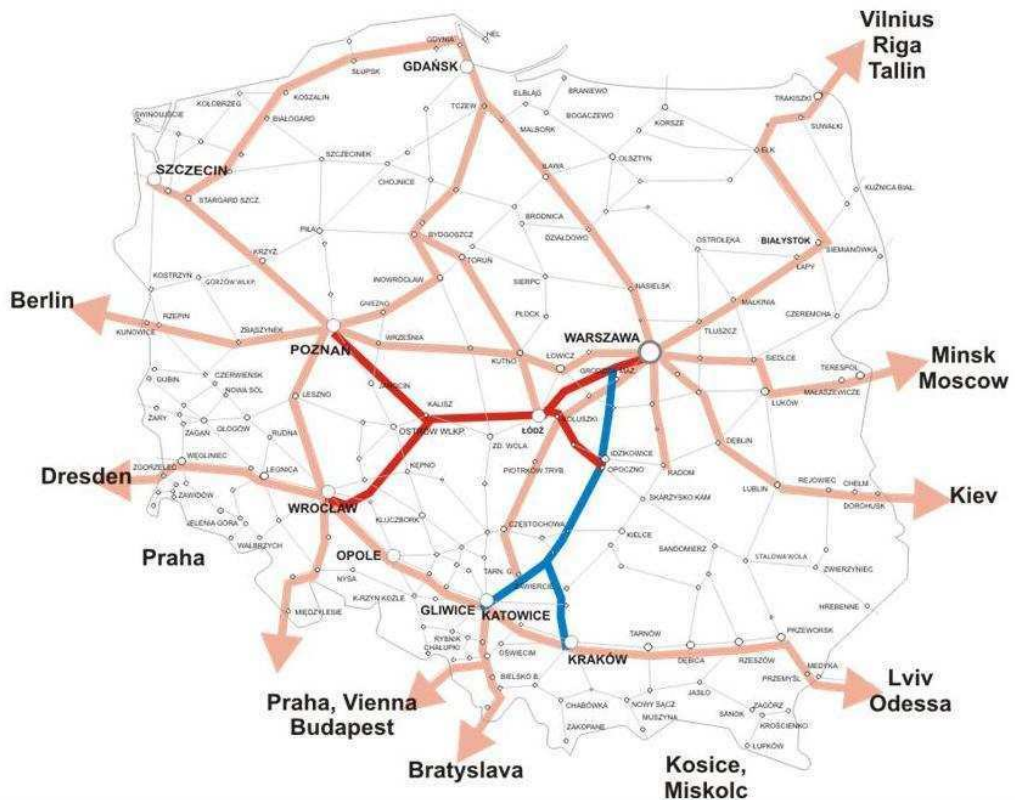 Vilnius
Riga
Tallin
HEL
GDYNIA
GDAŃSK
SŁUPSK
KOSZALIN
KOŁOBRZEG
BIAŁOGARD
ŚWINOUJŚCIE
TCZEW
ELBLĄG
BRANIEWO
BOGACZEWO
MALBORK
KORSZE
TRAKISZKI
SUWAŁKI
EŁK
OLSZTYN
IŁAWA
SZCZECINEK
CHOJNICE
SZCZECIN
STARGARD SZCZ.
KUŹNICA BIAŁ.
BRODNICA
DZIAŁDOWO
PIŁA
BYDGOSZCZ
TORUŃ
OSTROŁĘKA
BIAŁYSTOK
SIEMIANÓWKA
ŁAPY
KRZYŻ
KOSTRZYN
GORZÓW WLKP.
INOWROCŁAW
SIERPC
NASIELSK
MAŁKINIA
CZEREMCHA
GNIEZNO
PŁOCK
TŁUSZCZ
Berlin
KUNOWICE
RZEPIN
ZBĄSZYNEK
POZNAŃ
WRZEŚNIA
KUTNO
ŁOWICZ
WARSZAWA
SIEDLCE
Minsk
Moscow
TERESPOL
MAŁASZEWICZE
ŁUKÓW
GUBIN
CZERWIEŃSK
NOWA SÓL
LESZNO
JAROCIN
KALISZ
ŻARY
ŻAGAŃ
GŁOGÓW
RUDNA
OSTRÓW WLKP.
ŁÓDŹ
KOLUSZKI
ZD. WOLA
DĘBLIN
Dresden
ZGORZELEC
WĘGLINIEC
LEGNICA
KĘPNO
PIOTRKÓW TRYB.
IDZIKOWICE
OPOCZNO
RADOM
LUBLIN
REJOWIEC
CHEŁM
DOROHUSK
Kiev
ZAWIDÓW
JELENIA GÓRA
WAŁBRZYCH
WROCŁAW
KLUCZBORK
CZĘSTOCHOWA
SKARŻYSKO KAM
KIELCE
SANDOMIERZ
STALOWA WOLA
ZWIERZYNIEC
Praha
OPOLE
NYSA
K-RZYN KOŹLE
TARN. G.
ZAWIERCIE
HREBENNE
MIĘDZYLESIE
GLIWICE
KATOWICE
RYBNIK
CHAŁUPKI
OŚWIĘCIM
KRAKÓW
TARNÓW
DĘBICA
RZESZÓW
PRZEWORSK
MEDYKA
PRZEMYŚL
Lviv
Odessa
BIELSKO B.
CHABÓWKA
ZAKOPANE
NOWY SĄCZ
MUSZYNA
JASŁO
SANOK
ZAGÓRZ
KROŚCIENKO
ŁUPKÓW
Praha, Vienna
Budapest
Bratyslava
Kosice,
Miskolc